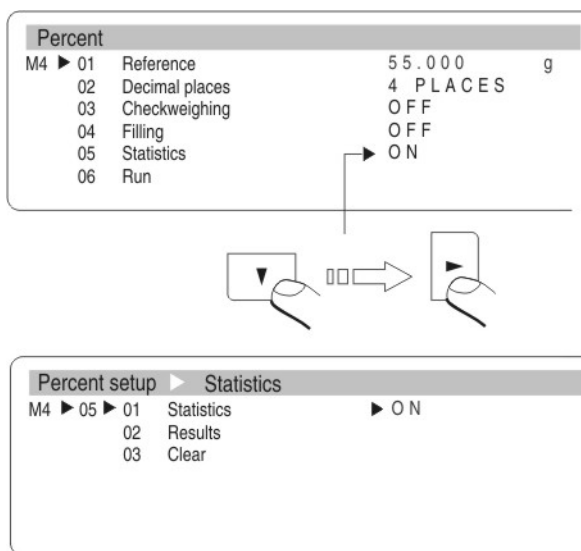 Percent
M4 ▶ 01 Reference 55.000 g
02 Decimal places 4 PLACES
03 Checkweighing OFF
04 Filling OFF
05 Statistics ▶ ON
06 Run
Percent setup ▷ Statistics
M4 ▶ 05 ▶ 01 Statistics ▶ ON
02 Results
03 Clear